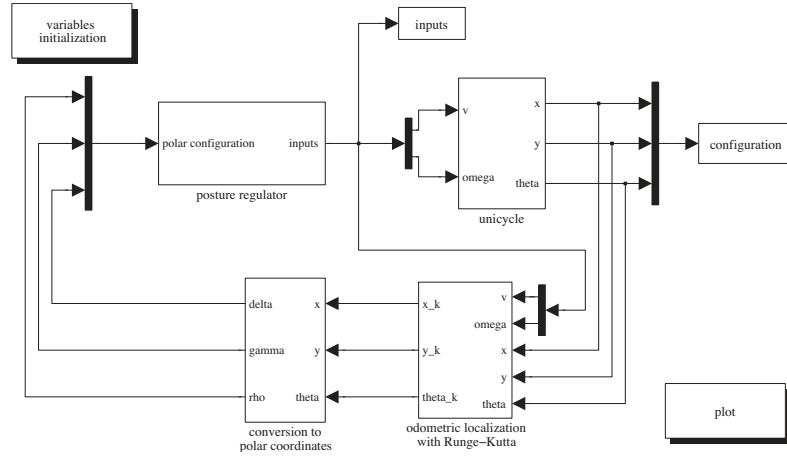 variables
initialization
inputs
polar configuration
inputs
posture regulator
v
omega
x
y
theta
unicycle
configuration
delta
gamma
rho
x
y
theta
conversion to
polar coordinates
x_k
y_k
theta_k
v
omega
x
y
theta
odometric localization
with Runge−Kutta
plot